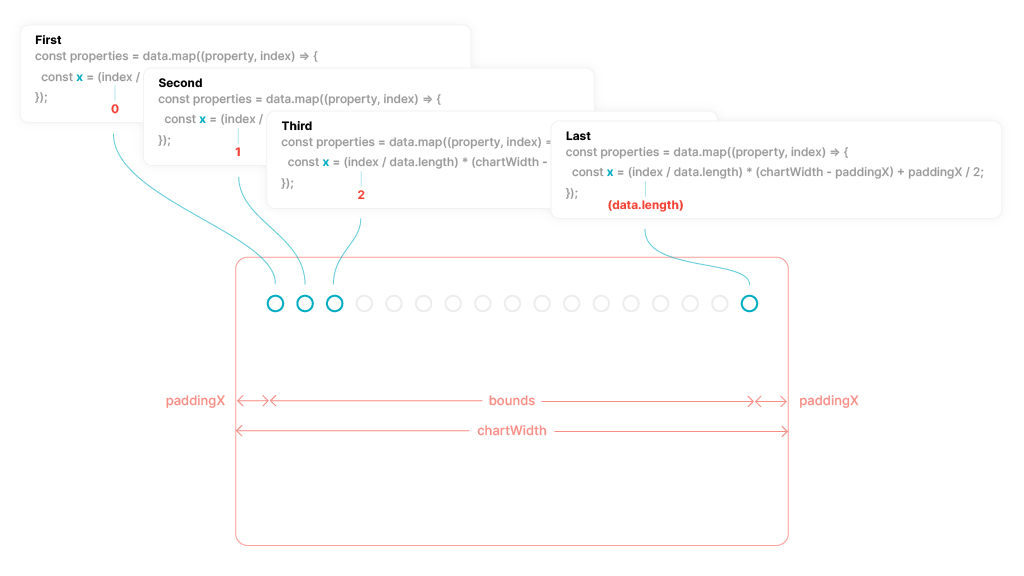 First
const properties = data.map((property, index) => {
const x = (index /
});
0
Second
const properties = data.map((property, index) => {
const x = (index /
});
1
Third
const properties = data.map((property, index) =
const x = (index / data.length) * (chartWidth -
});
2
Last
const properties = data.map((property, index) => {
const x = (index / data.length) * (chartWidth - paddingX) + paddingX / 2;
});
(data.length)
paddingX
bounds
paddingX
chartWidth